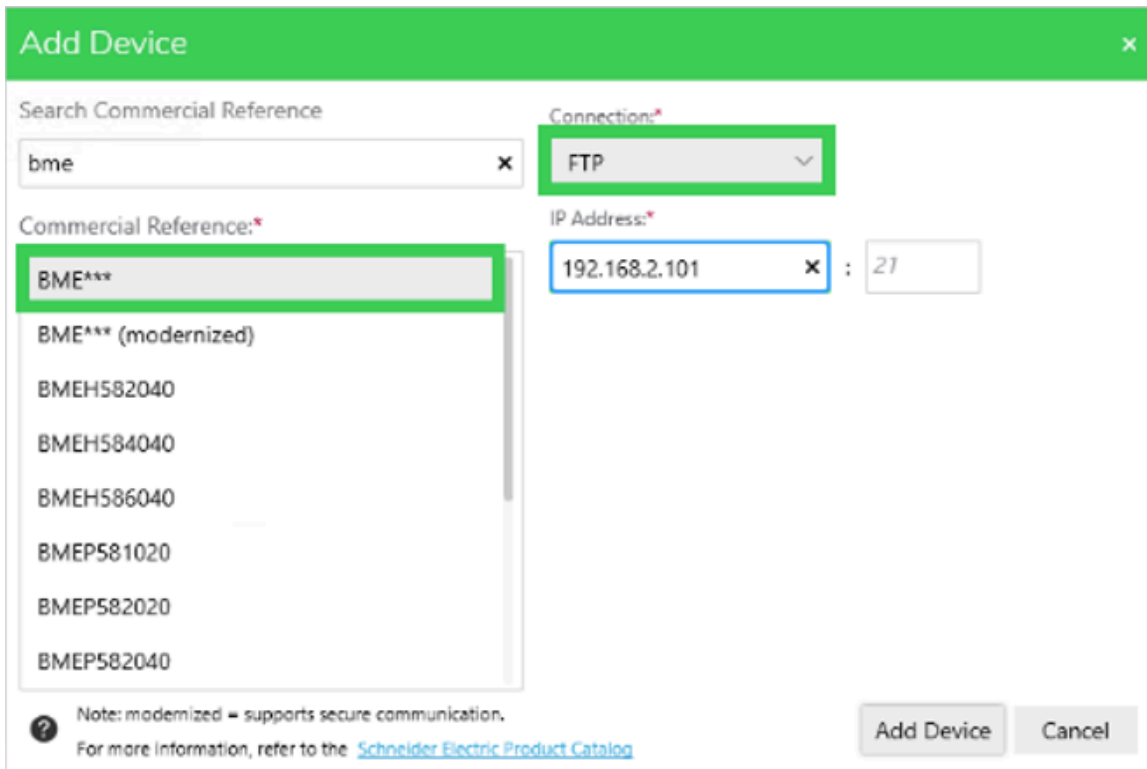 Add Device
×
Search Commercial Reference
bme ×
Commercial Reference:*
BME***
BME*** (modernized)
BMEH582040
BMEH584040
BMEH586040
BMEP581020
BMEP582020
BMEP582040
Connection:*
FTP
IP Address:*
192.168.2.101 × : 21
? Note: modernized = supports secure communication.
For more information, refer to the Schneider Electric Product Catalog
Add Device Cancel